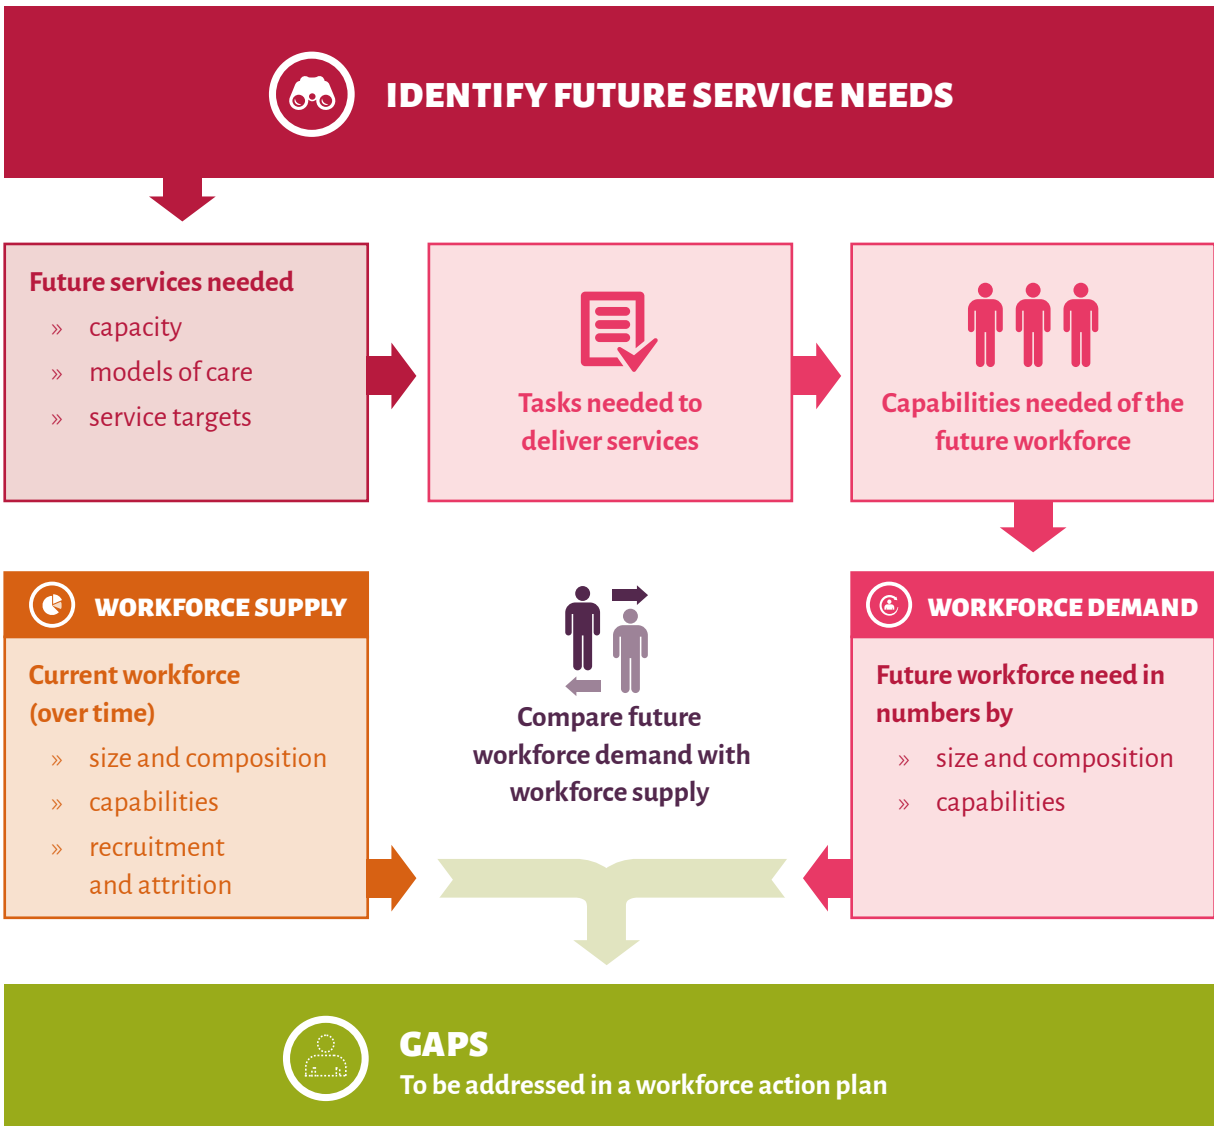 IDENTIFY FUTURE SERVICE NEEDS
Future services needed
» capacity
» models of care
» service targets
Tasks needed to
deliver services
Capabilities needed of the
future workforce
WORKFORCE SUPPLY
Current workforce
(over time)
» size and composition
» capabilities
» recruitment
and attrition
Compare future
workforce demand with
workforce supply
WORKFORCE DEMAND
Future workforce need in
numbers by
» size and composition
» capabilities
GAPS
To be addressed in a workforce action plan